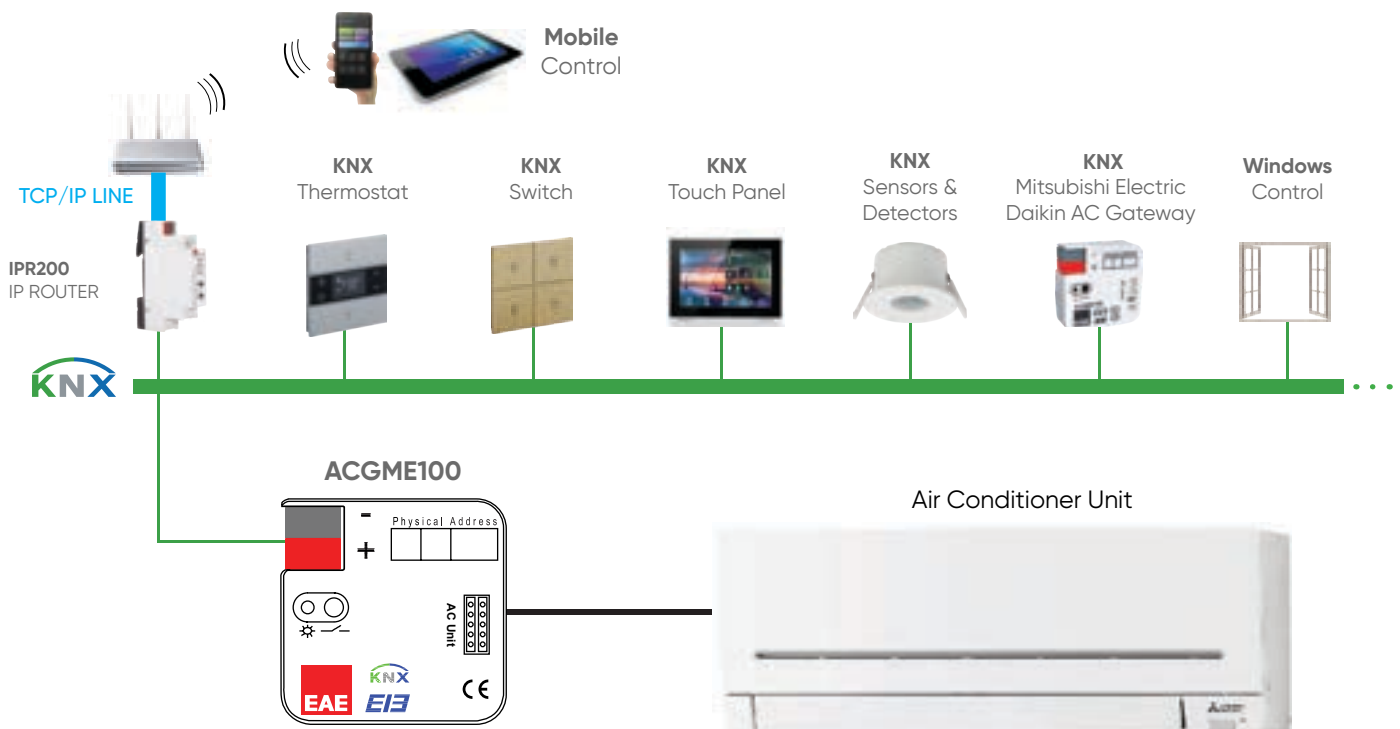 Mobile
Control
TCP/IP LINE
IPR200
IP ROUTER
KNX
Thermostat
KNX
Switch
KNX
Touch Panel
KNX
Sensors &
Detectors
KNX
Mitsubishi Electric
Daikin AC Gateway
Windows
Control
KNX
ACGME100
- Physical Address
+
AC Unit
EAE
KNX
EIB
CE
Air Conditioner Unit